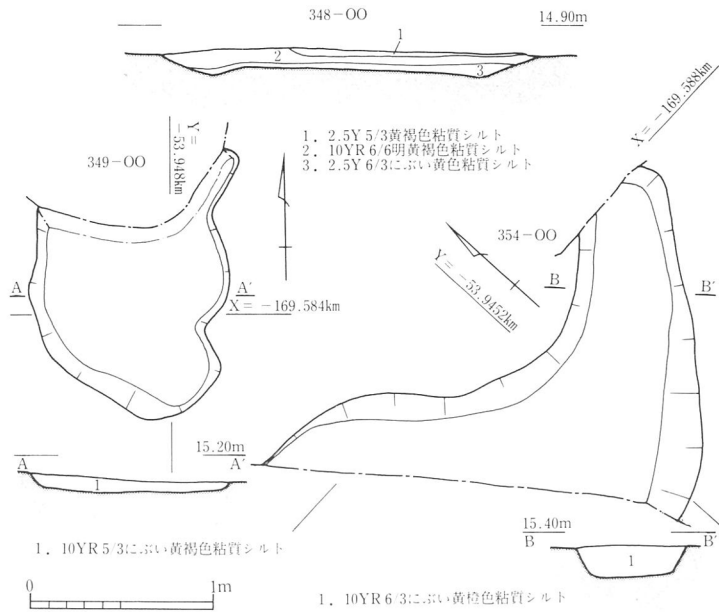 348-OO
14.90m
1
2
3
1. 2.5Y 5/3黄褐色粘質シルト
2. 10YR 6/6明黄褐色粘質シルト
3. 2.5Y 6/3にぶい黄色粘質シルト
349-OO
Y=
-53.948km
X=-169.588km
354-OO
Y=-53.9452km
A
A′
X=-169.584km
B
B′
15.20m
A
A′
1
15.40m
B
B′
1
1. 10YR 5/3にぶい黄褐色粘質シルト
0
1m
1. 10YR 6/3にぶい黄橙色粘質シルト